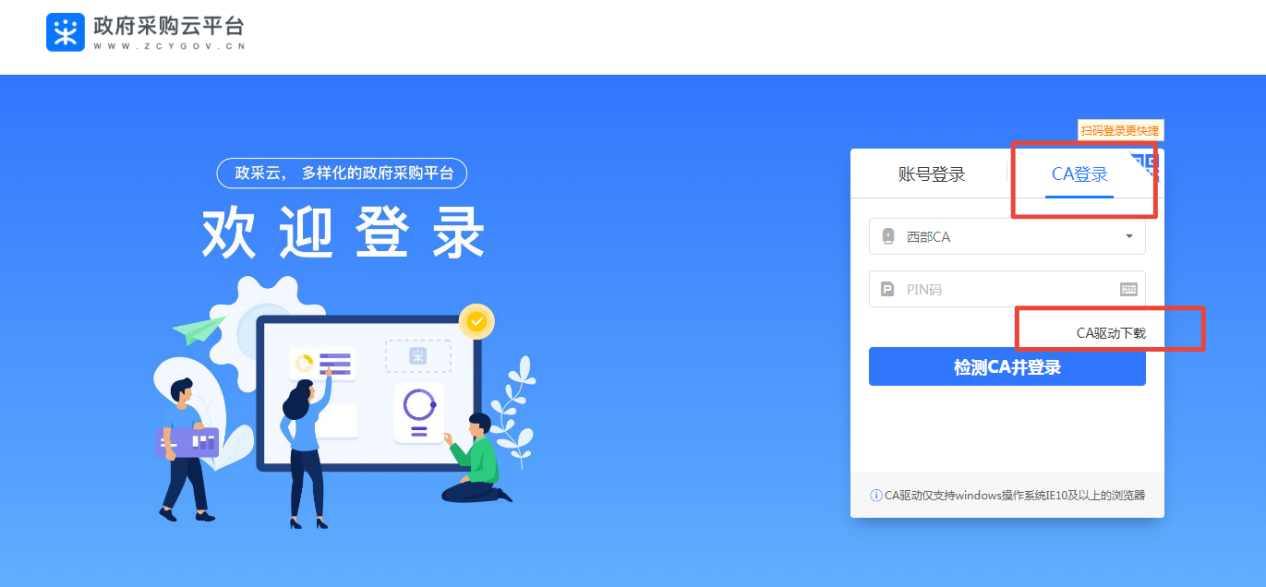 政府采购云平台
WWW.ZCYGOV.CN
扫码登录更快捷
政采云，多样化的政府采购平台
欢迎登录
账号登录
CA登录
西部CA
PIN码
CA驱动下载
检测CA并登录
CA驱动仅支持windows操作系统IE10及以上的浏览器